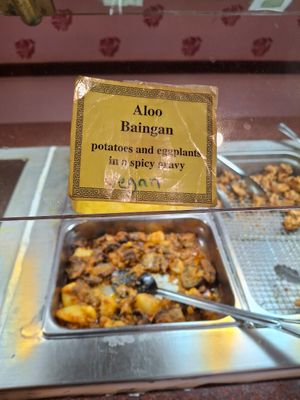 Aloo
Baingan
potatoes and eggplants
in a spicy gravy
vegan